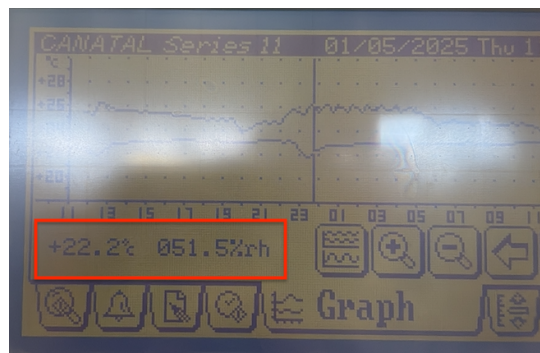 CANATAL Series 11 01/05/2025 Thu 1
°C
+28
+25
+20
11 13 15 17 19 21 23 01 03 05 07 09 1
+22.2°c 051.5%rh
Graph